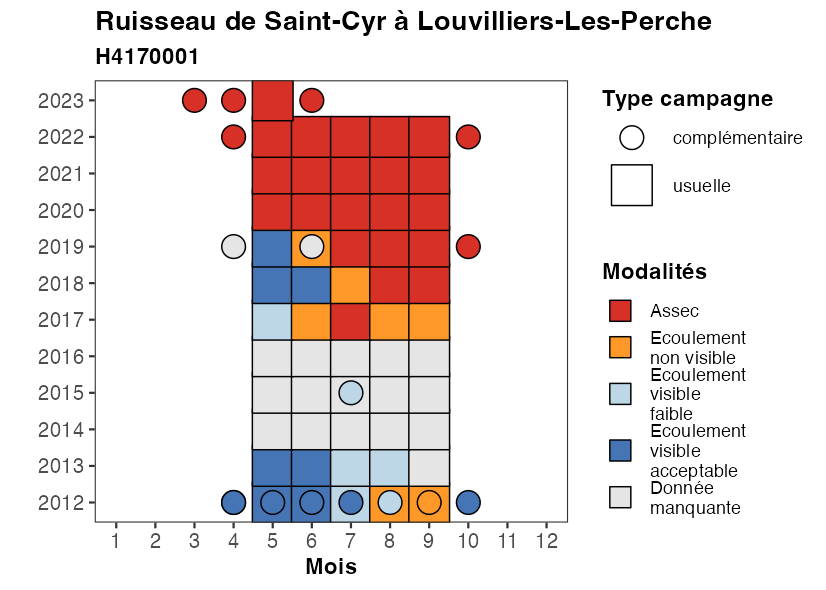 Ruisseau de Saint-Cyr à Louvilliers-Les-Perche
H4170001
2023
2022
2021
2020
2019
2018
2017
2016
2015
2014
2013
2012
1 2 3 4 5 6 7 8 9 10 11 12
Mois
Type campagne
complémentaire
usuelle
Modalités
Assec
Ecoulement
non visible
Ecoulement
visible
faible
Ecoulement
visible
acceptable
Donnée
manquante